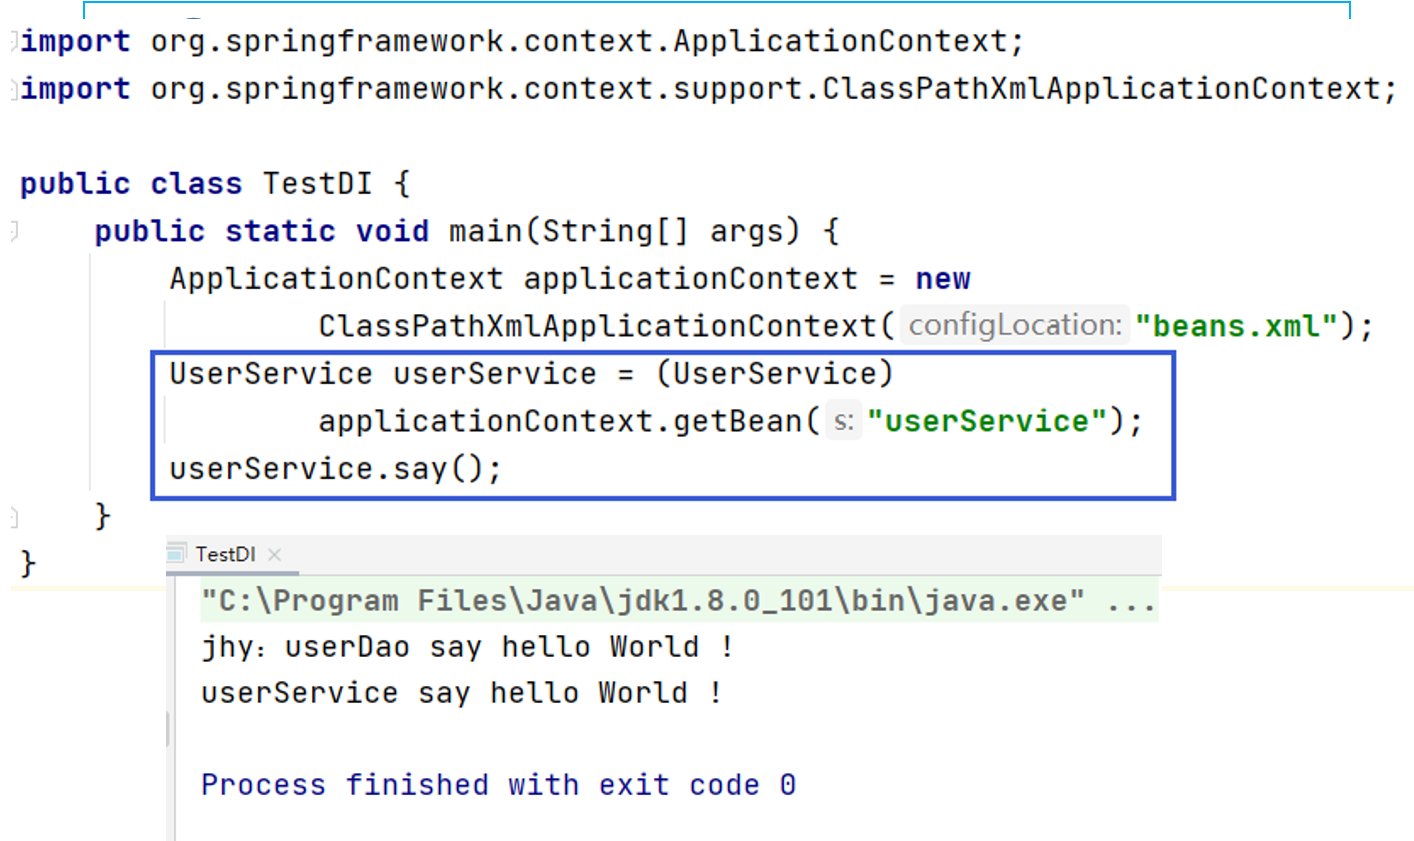 import org.springframework.context.ApplicationContext;
import org.springframework.context.support.ClassPathXmlApplicationContext;
public class TestDI {
public static void main(String[] args) {
ApplicationContext applicationContext = new
ClassPathXmlApplicationContext( configLocation: "beans.xml");
UserService userService = (UserService)
applicationContext.getBean( s: "userService");
userService.say();
}
}
TestDI ×
"C:\Program Files\Java\jdk1.8.0_101\bin\java.exe" ...
jhy：userDao say hello World !
userService say hello World !
Process finished with exit code 0